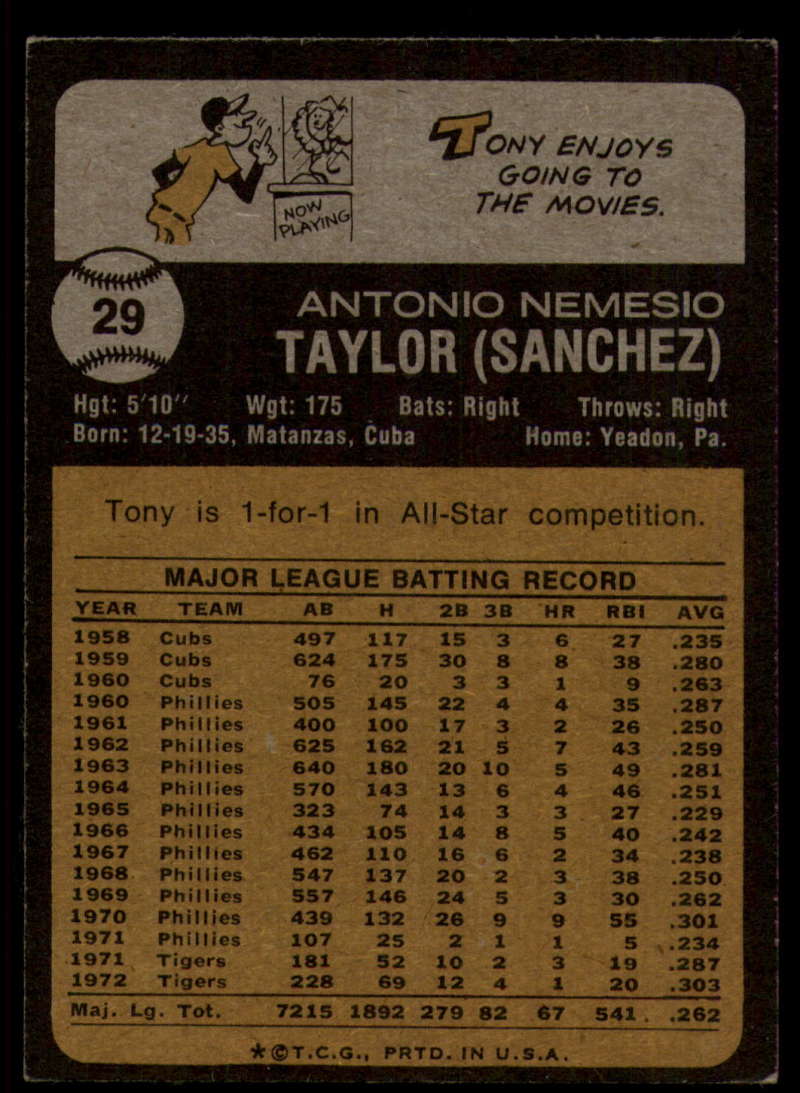 TONY ENJOYS
GOING TO
THE MOVIES.
NOW
PLAYING
29
ANTONIO NEMESIO
TAYLOR (SANCHEZ)
Hgt: 5'10" Wgt: 175 Bats: Right Throws: Right
Born: 12-19-35, Matanzas, Cuba Home: Yeadon, Pa.
Tony is 1-for-1 in All-Star competition.
MAJOR LEAGUE BATTING RECORD
YEAR TEAM AB H 2B 3B HR RBI AVG
1958 Cubs 497 117 15 3 6 27 .235
1959 Cubs 624 175 30 8 8 38 .280
1960 Cubs 76 20 3 3 1 9 .263
1960 Phillies 505 145 22 4 4 35 .287
1961 Phillies 400 100 17 3 2 26 .250
1962 Phillies 625 162 21 5 7 43 .259
1963 Phillies 640 180 20 10 5 49 .281
1964 Phillies 570 143 13 6 4 46 .251
1965 Phillies 323 74 14 3 3 27 .229
1966 Phillies 434 105 14 8 5 40 .242
1967 Phillies 462 110 16 6 2 34 .238
1968 Phillies 547 137 20 2 3 38 .250
1969 Phillies 557 146 24 5 3 30 .262
1970 Phillies 439 132 26 9 9 55 .301
1971 Phillies 107 25 2 1 1 5 .234
1971 Tigers 181 52 10 2 3 19 .287
1972 Tigers 228 69 12 4 1 20 .303
Maj. Lg. Tot. 7215 1892 279 82 67 541 .262
*©T.C.G., PRTD. IN U.S.A.